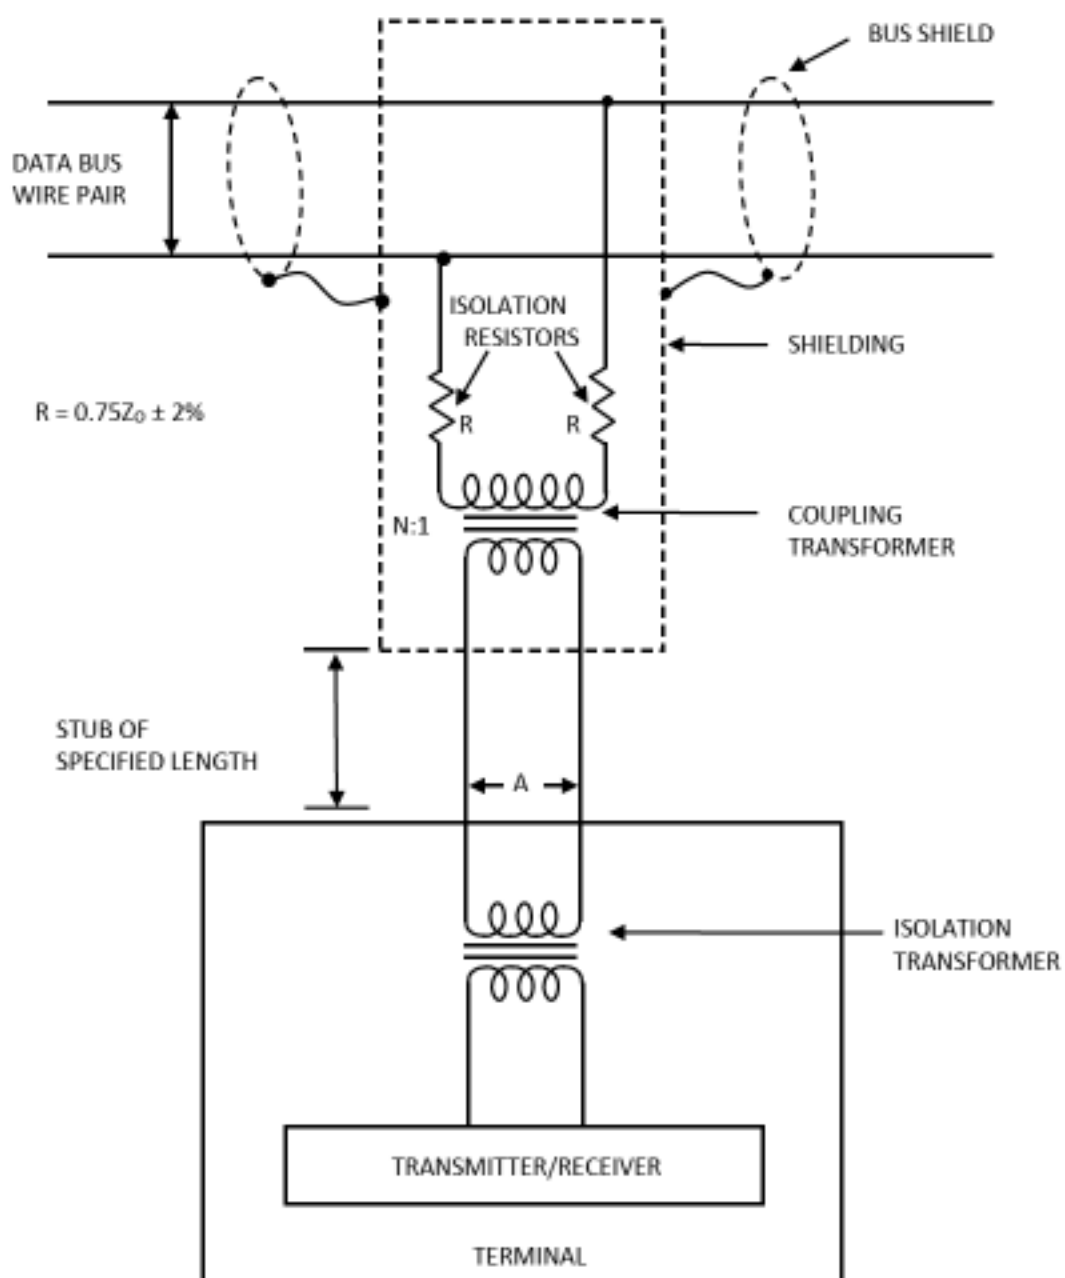 BUS SHIELD
DATA BUS
WIRE PAIR
ISOLATION
RESISTORS
SHIELDING
R = 0.75Z₀ ± 2%
R
R
N:1
COUPLING
TRANSFORMER
STUB OF
SPECIFIED LENGTH
A
ISOLATION
TRANSFORMER
TRANSMITTER/RECEIVER
TERMINAL